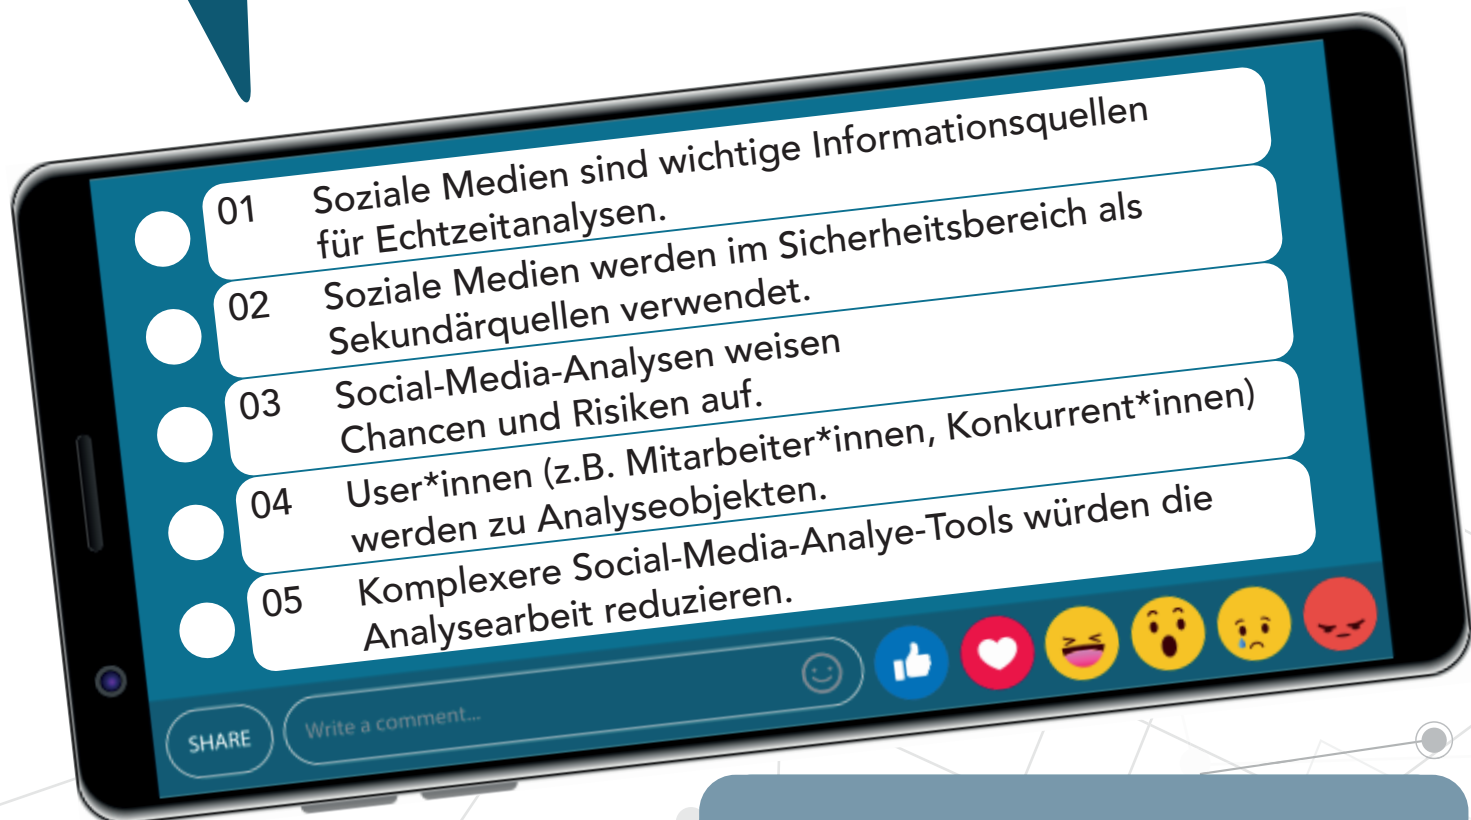 01 Soziale Medien sind wichtige Informationsquellen
für Echtzeitanalysen.
02 Soziale Medien werden im Sicherheitsbereich als
Sekundärquellen verwendet.
03 Social-Media-Analysen weisen
Chancen und Risiken auf.
04 User*innen (z.B. Mitarbeiter*innen, Konkurrent*innen)
werden zu Analyseobjekten.
05 Komplexere Social-Media-Analye-Tools würden die
Analysearbeit reduzieren.
SHARE Write a comment...